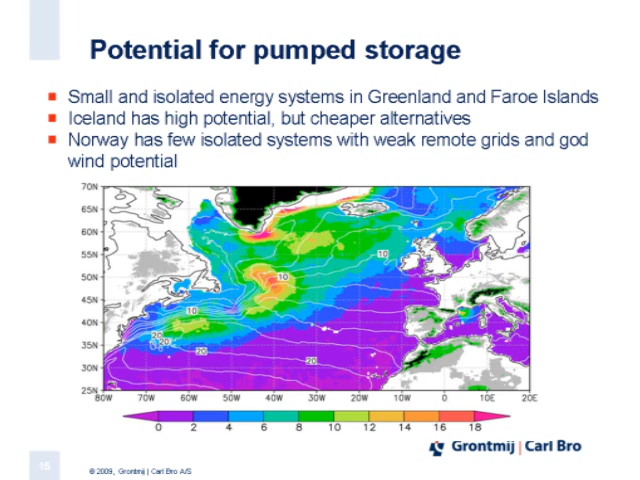 Potential for pumped storage
Small and isolated energy systems in Greenland and Faroe Islands
Iceland has high potential, but cheaper alternatives
Norway has few isolated systems with weak remote grids and god
wind potential
70N
65N
60N
55N
50N
45N
40N
35N
30N
25N
10
10
10
20
20
20
20
80W 70W 60W 50W 40W 30W 20W 10W 0 10E 20E
0 2 4 6 8 10 12 14 16 18
Grontmij | Carl Bro
15
© 2009, Grontmij | Carl Bro A/S